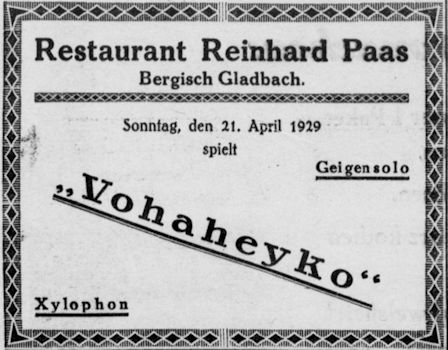 Restaurant Reinhard Paas
Bergisch Gladbach.
Sonntag, den 21. April 1929
spielt
Geigensolo
„Vohaheyko“
Xylophon